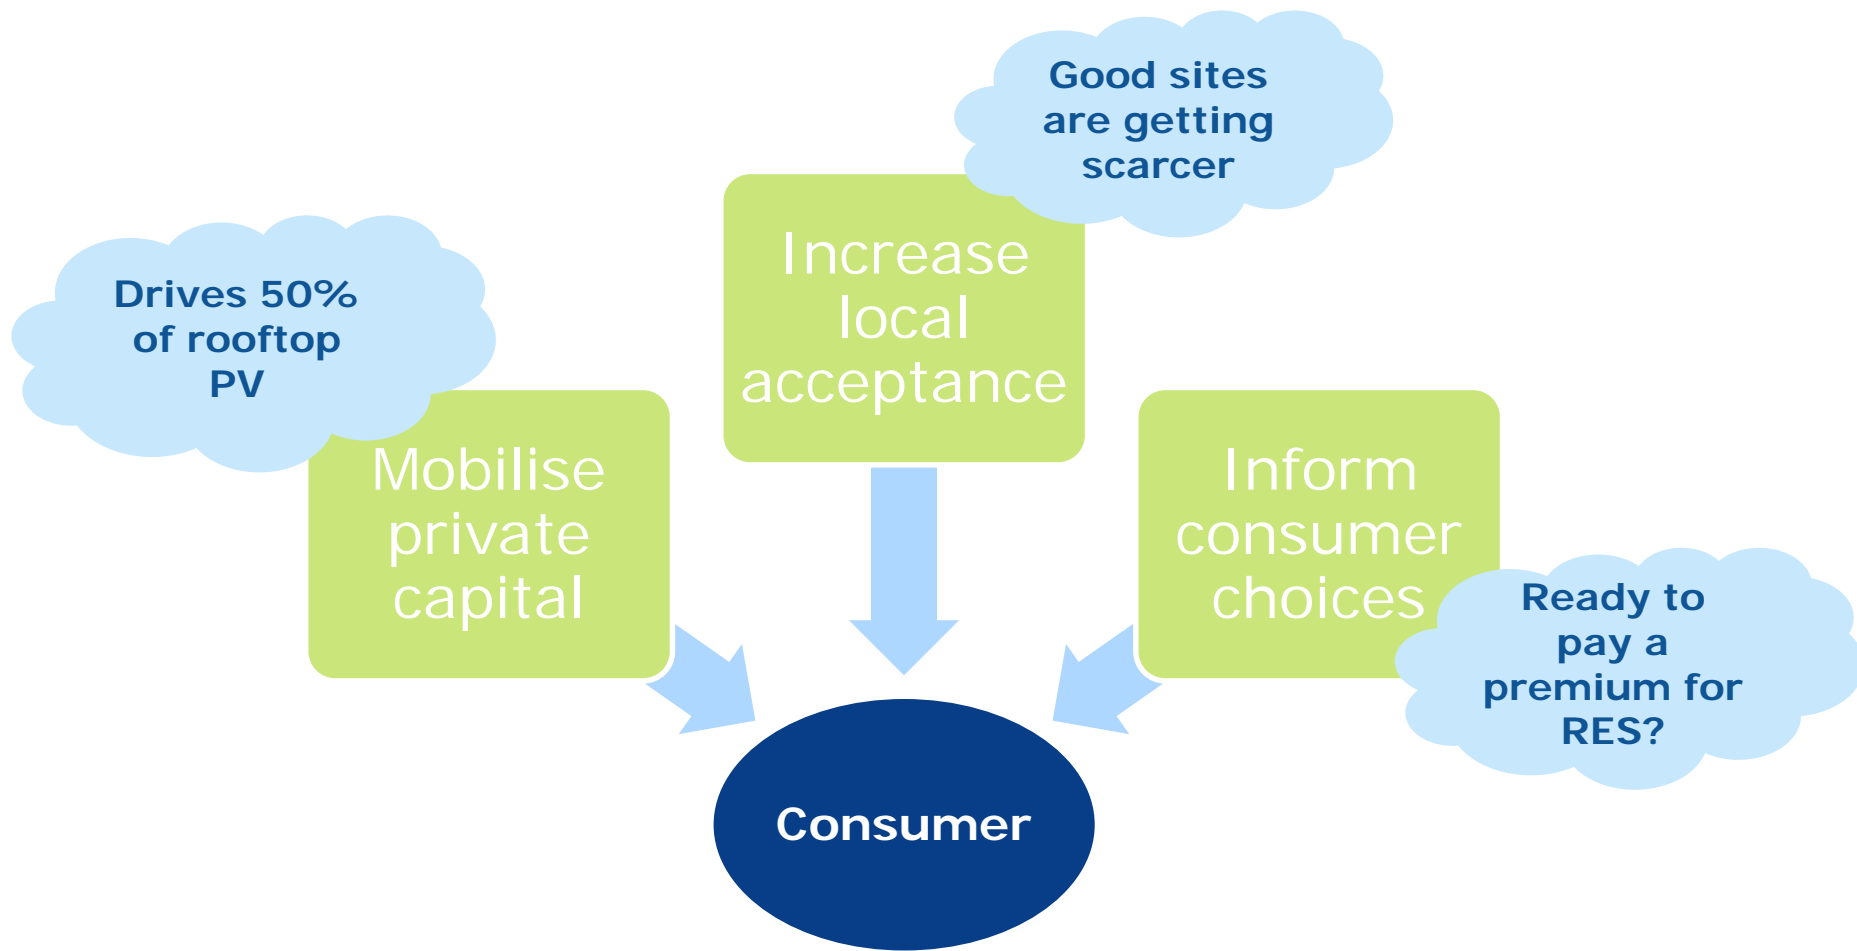 Good sites
are getting
scarcer
Increase
local
acceptance
Drives 50%
of rooftop
PV
Mobilise
private
capital
Inform
consumer
choices
Ready to
pay a
premium for
RES?
Consumer